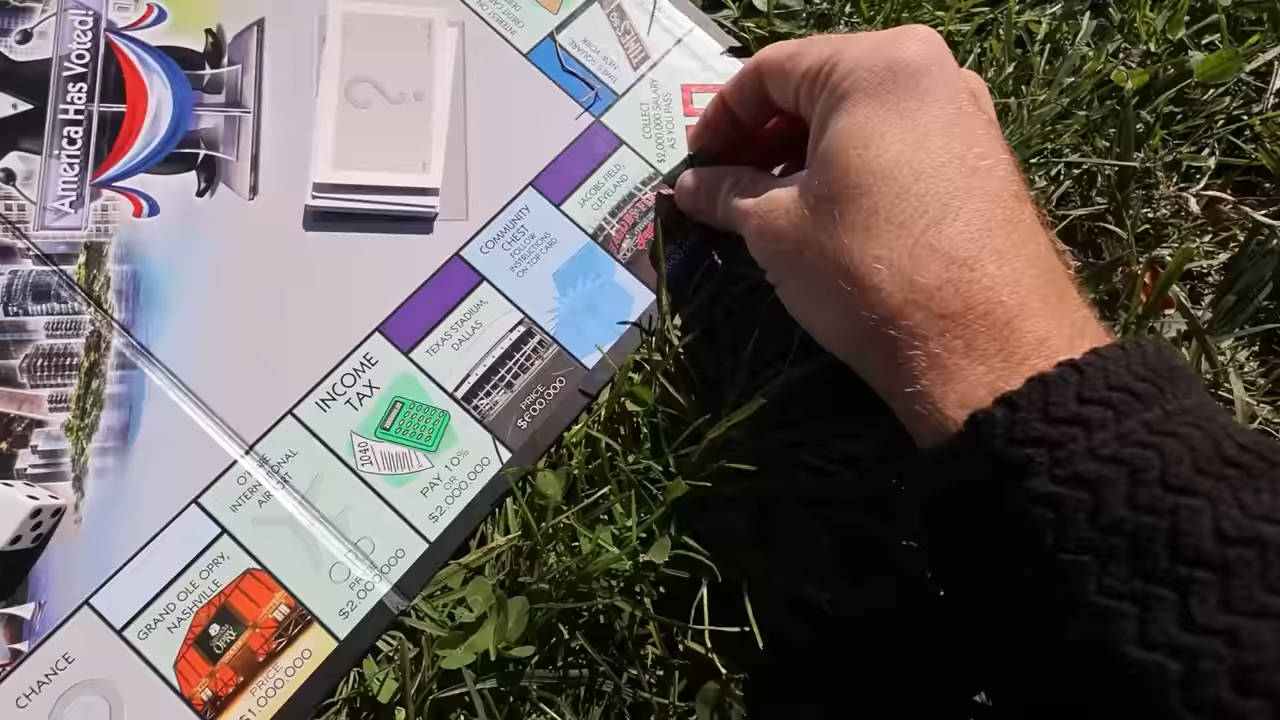 America Has Voted!
?
TIMES SQUARE,
NEW YORK
COLLECT
$2,000,000 SALARY
AS YOU PASS
JACOBS FIELD,
CLEVELAND
COMMUNITY
CHEST
FOLLOW
INSTRUCTIONS
ON TOP CARD
TEXAS STADIUM,
DALLAS
PRICE
$600,000
INCOME
TAX
1040
PAY 10%
OR
$2,000,000
INTERNATIONAL
AIRPORT
PRICE
$2,000,000
GRAND OLE OPRY,
NASHVILLE
OPRY
PRICE
$1,000,000
CHANCE